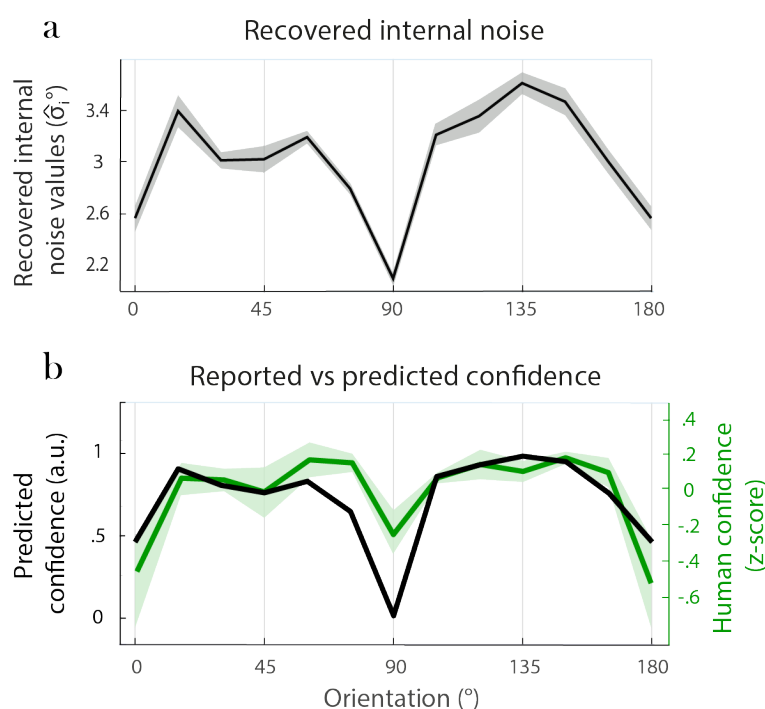 a
Recovered internal noise
Recovered internal
noise valules (σ̂ᵢ°)
3.4
3
2.6
2.2
0
45
90
135
180
b
Reported vs predicted confidence
Predicted
confidence (a.u.)
1
.5
0
.4
.2
0
-.2
-.4
-.6
Human confidence
(z-score)
0
45
90
135
180
Orientation (°)